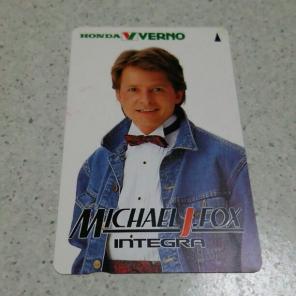 HONDA VERNO
MICHAEL J.FOX
INTEGRA